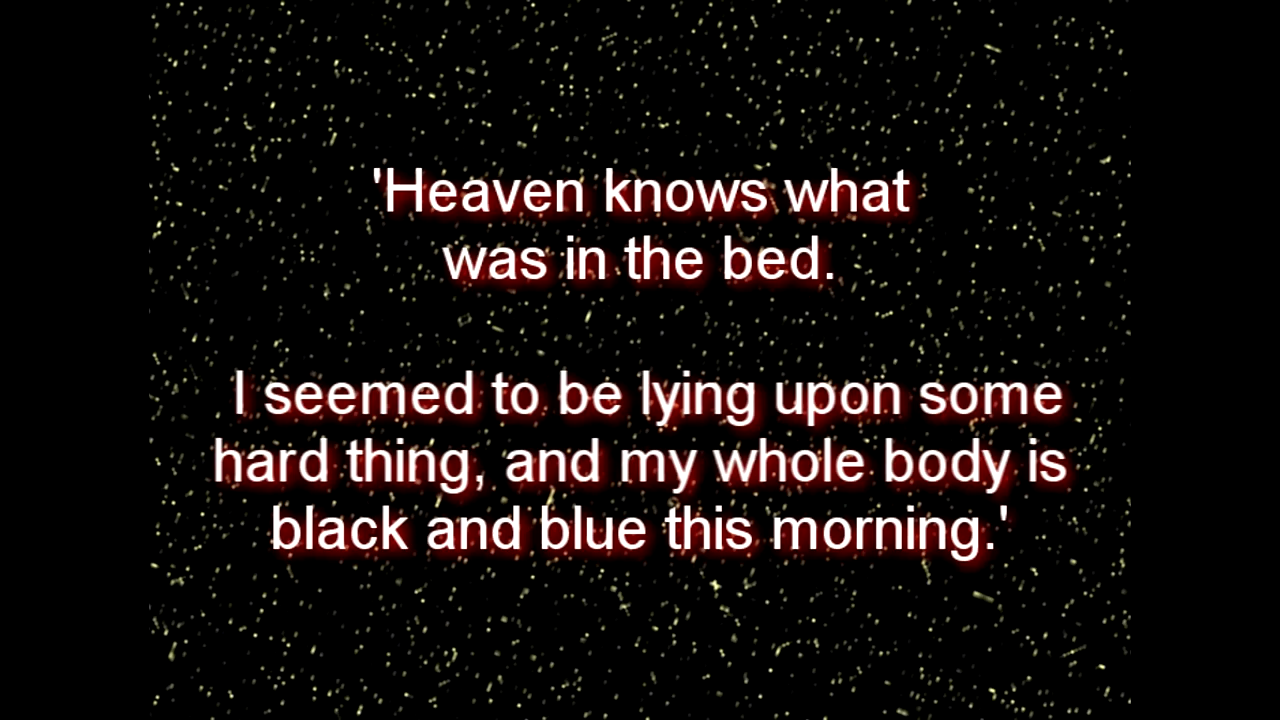 'Heaven knows what
was in the bed.
I seemed to be lying upon some
hard thing, and my whole body is
black and blue this morning.'